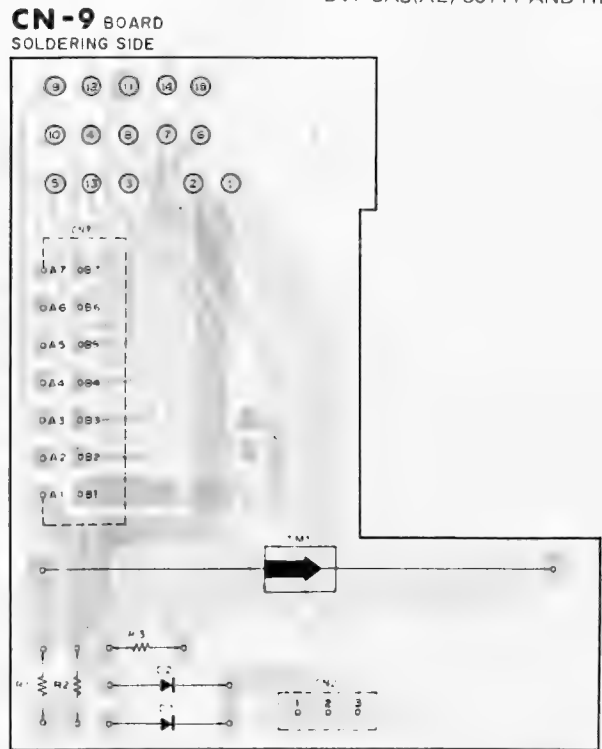 CN-9 BOARD
SOLDERING SIDE
9 12 11 14 15
10 4 8 7 6
5 13 3 2 1
A7 B7
A6 B6
A5 B5
A4 B4
A3 B3
A2 B2
A1 B1
R3
R1 R2
1 2 3